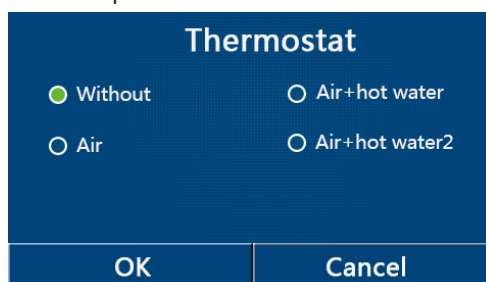 Thermostat
Without
Air+hot water
Air
Air+hot water2
OK
Cancel